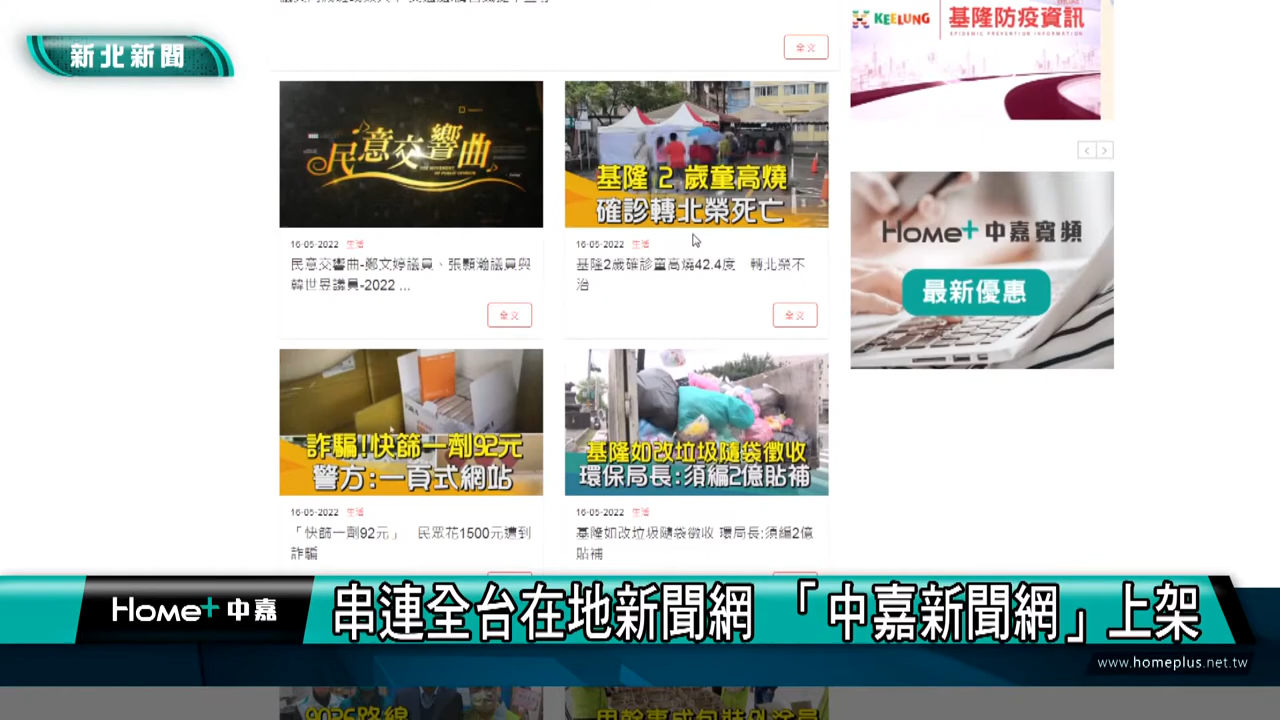 新北新聞
全文
KEELUNG
基隆防疫資訊
EPIDEMIC PREVENTION INFORMATION
民意交響曲
基隆 2 歲童高燒
確診轉北榮死亡
16-05-2022 生活
民意交響曲-鄭文婷議員、張顥瀚議員與
韓世昱議員-2022 ...
全文
16-05-2022 生活
基隆2歲確診童高燒42.4度 轉北榮不
治
全文
Home+ 中嘉寬頻
最新優惠
詐騙!快篩一劑92元
警方:一頁式網站
16-05-2022 生活
「快篩一劑92元」 民眾花1500元遭到
詐騙
基隆如改垃圾隨袋徵收
環保局長:須編2億貼補
16-05-2022 生活
基隆如改垃圾隨袋徵收 環局長:須編2億
貼補
Home+ 中嘉
串連全台在地新聞網 「中嘉新聞網」上架
www.homeplus.net.tw